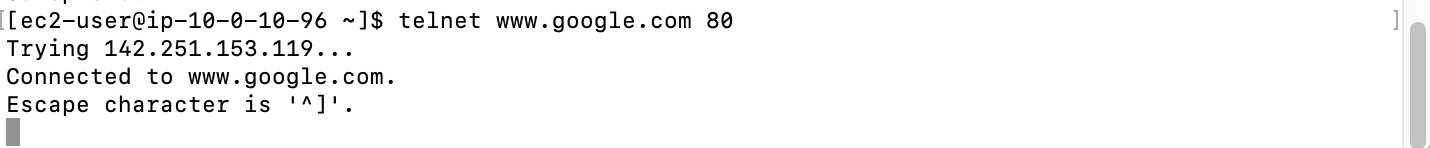 [[ec2-user@ip-10-0-10-96 ~]$ telnet www.google.com 80 ]
Trying 142.251.153.119...
Connected to www.google.com.
Escape character is '^]'.